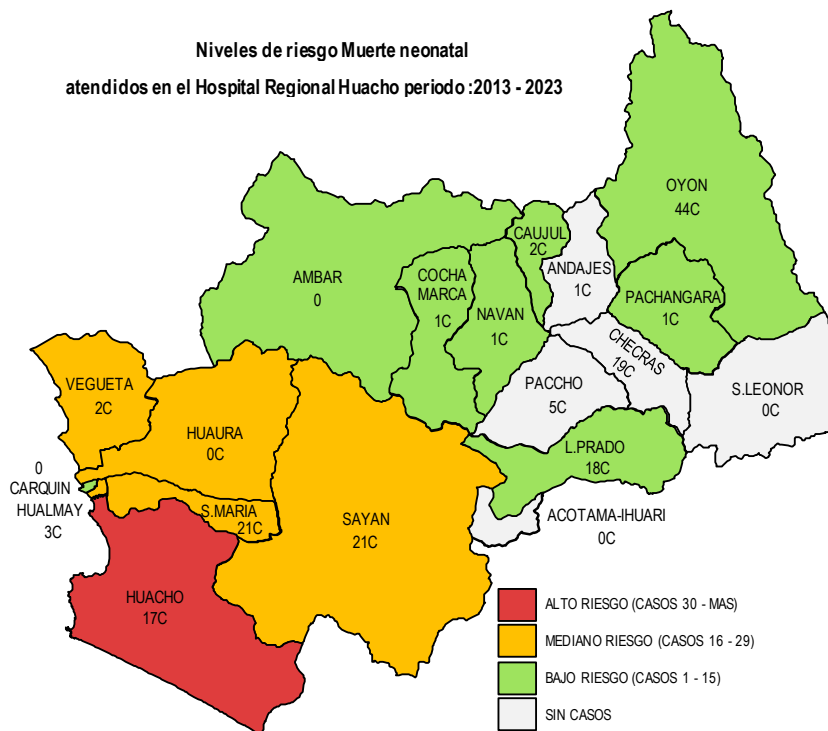 Niveles de riesgo Muerte neonatal
atendidos en el Hospital Regional Huacho periodo :2013 - 2023
OYON
44C
CAUJUL
2C
ANDAJES
1C
AMBAR
0
COCHA
MARCA
1C
NAVAN
1C
PACHANGARA
1C
CHECRAS
19C
VEGUETA
2C
PACCHO
5C
S.LEONOR
0C
HUAURA
0C
L.PRADO
18C
0
CARQUIN
HUALMAY
3C
S.MARIA
21C
SAYAN
21C
ACOTAMA-IHUARI
0C
HUACHO
17C
ALTO RIESGO (CASOS 30 - MAS)
MEDIANO RIESGO (CASOS 16 - 29)
BAJO RIESGO (CASOS 1 - 15)
SIN CASOS